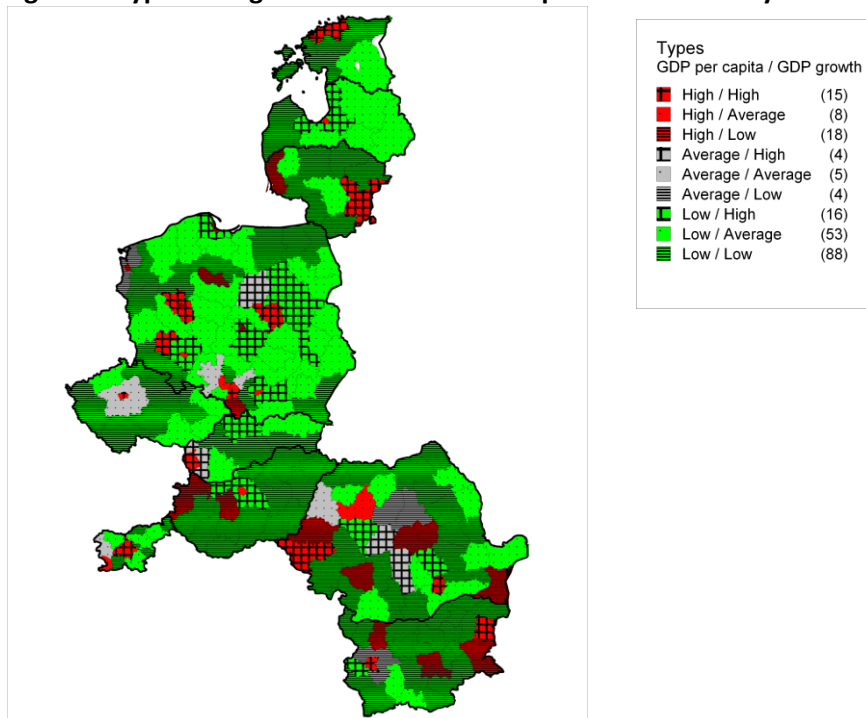 Types
GDP per capita / GDP growth
High / High (15)
High / Average (8)
High / Low (18)
Average / High (4)
Average / Average (5)
Average / Low (4)
Low / High (16)
Low / Average (53)
Low / Low (88)